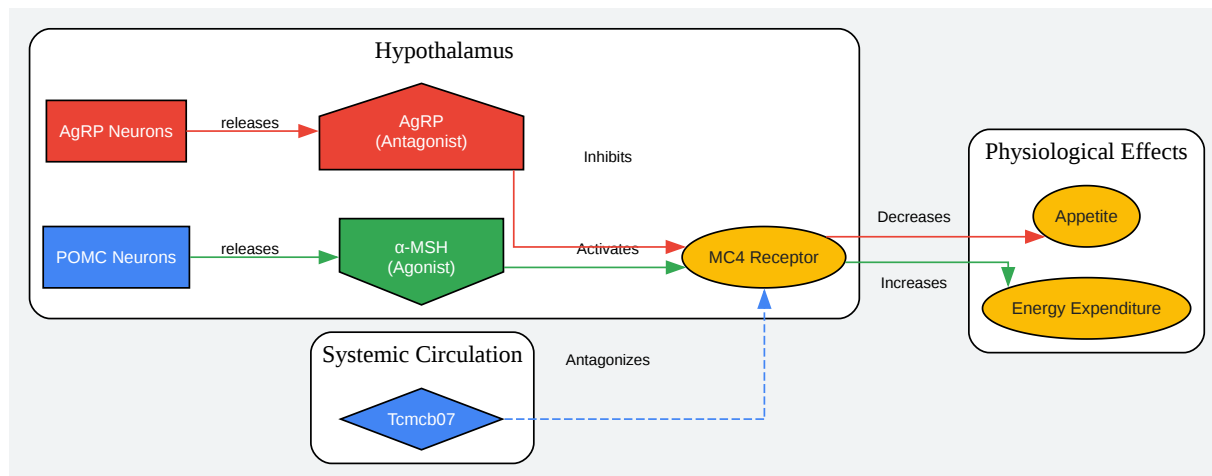 Hypothalamus
AgRP Neurons
releases
AgRP
(Antagonist)
Inhibits
POMC Neurons
releases
α-MSH
(Agonist)
Activates
MC4 Receptor
Decreases
Increases
Physiological Effects
Appetite
Energy Expenditure
Systemic Circulation
Tcmcb07
Antagonizes